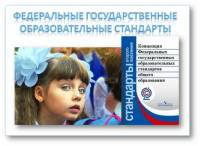 ФЕДЕРАЛЬНЫЕ ГОСУДАРСТВЕННЫЕ
ОБРАЗОВАТЕЛЬНЫЕ СТАНДАРТЫ
стандарты
Концепция
Федеральных
государственных
образовательных
стандартов
общего
образования